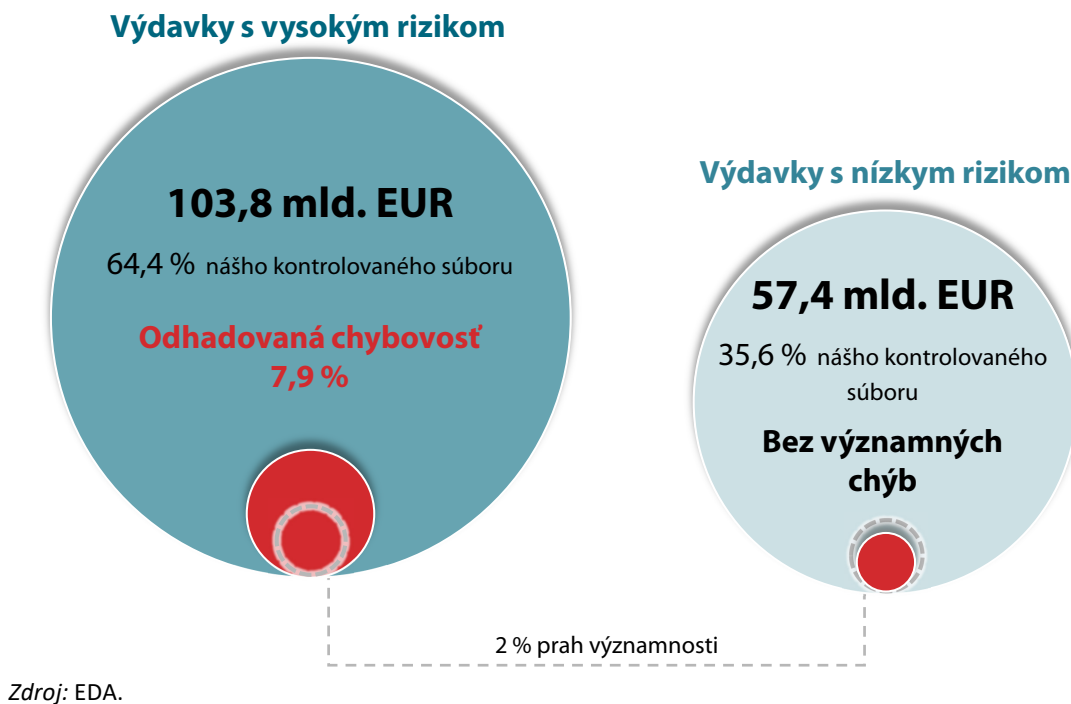 Výdavky s vysokým rizikom
103,8 mld. EUR
64,4 % nášho kontrolovaného súboru
Odhadovaná chybovosť
7,9 %
Výdavky s nízkym rizikom
57,4 mld. EUR
35,6 % nášho kontrolovaného
súboru
Bez významných
chýb
2 % prah významnosti
Zdroj: EDA.